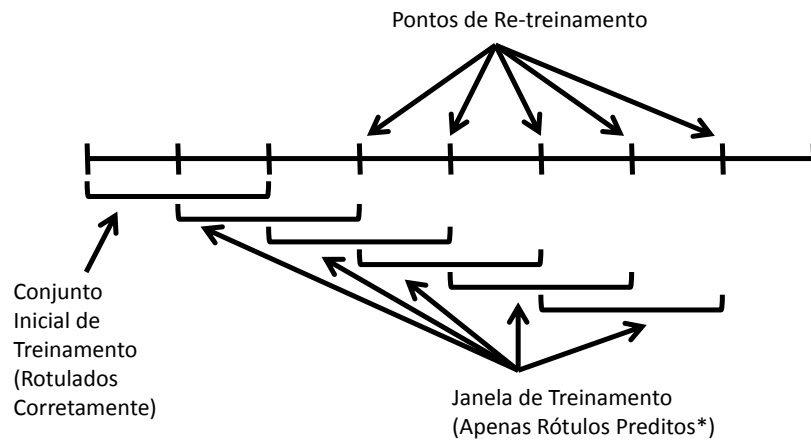 Pontos de Re-treinamento
Conjunto
Inicial de
Treinamento
(Rotulados
Corretamente)
Janela de Treinamento
(Apenas Rótulos Preditos*)